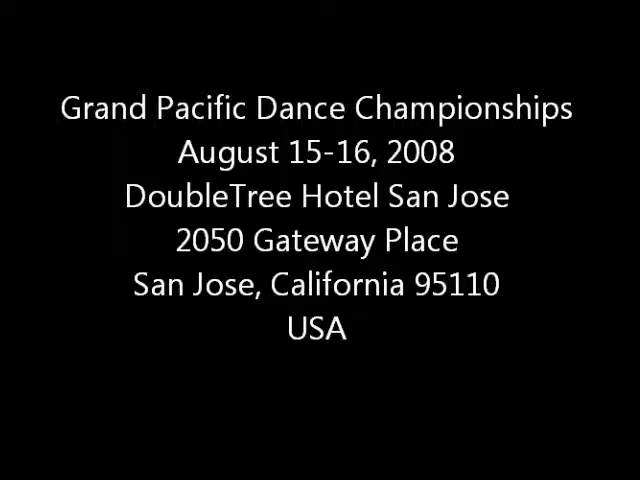 Grand Pacific Dance Championships
August 15-16, 2008
DoubleTree Hotel San Jose
2050 Gateway Place
San Jose, California 95110
USA